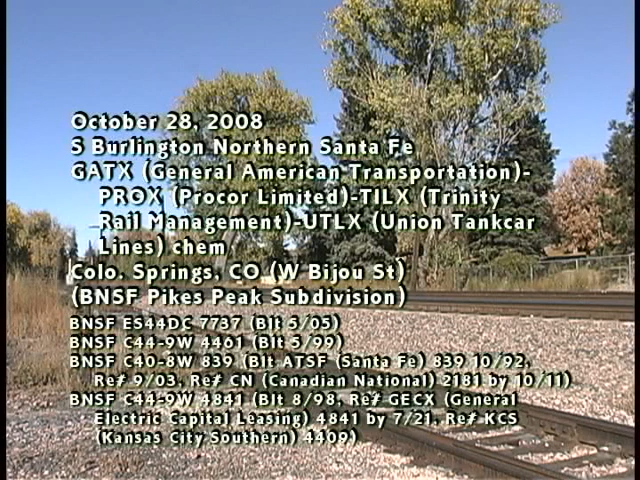 October 28, 2008
S Burlington Northern Santa Fe
GATX (General American Transportation)-
PROX (Procor Limited)-TILX (Trinity
Rail Management)-UTLX (Union Tankcar
Lines) chem
Colo. Springs, CO (W Bijou St)
(BNSF Pikes Peak Subdivision)
BNSF ES44DC 7737 (Blt 5/05)
BNSF C44-9W 4461 (Blt 5/99)
BNSF C40-8W 839 (Blt ATSF (Santa Fe) 839 10/92,
Re# 9/03, Re# CN (Canadian National) 2181 by 10/11)
BNSF C44-9W 4841 (Blt 8/98, Re# GECX (General
Electric Capital Leasing) 4841 by 7/21, Re# KCS
(Kansas City Southern) 4409)